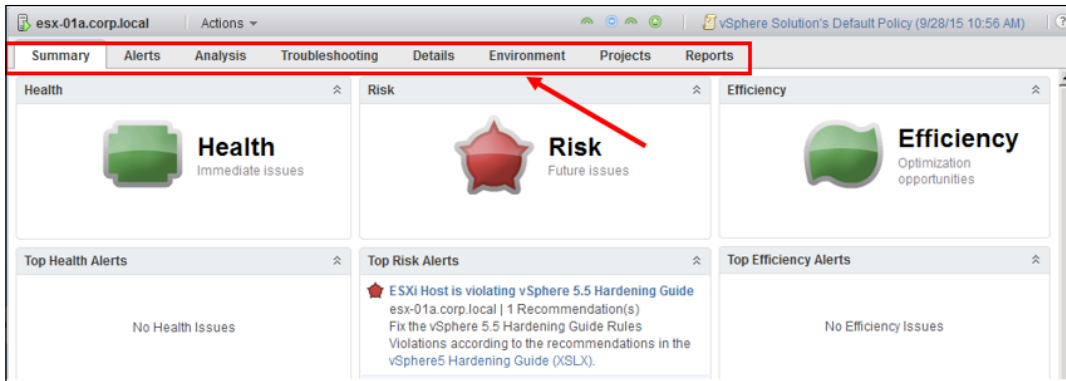 esx-01a.corp.local Actions vSphere Solution's Default Policy (9/28/15 10:56 AM) ?
Summary Alerts Analysis Troubleshooting Details Environment Projects Reports
Health
Health
Immediate issues
Risk
Risk
Future issues
Efficiency
Efficiency
Optimization
opportunities
Top Health Alerts
No Health Issues
Top Risk Alerts
ESXi Host is violating vSphere 5.5 Hardening Guide
esx-01a.corp.local | 1 Recommendation(s)
Fix the vSphere 5.5 Hardening Guide Rules
Violations according to the recommendations in the
vSphere5 Hardening Guide (XSLX).
Top Efficiency Alerts
No Efficiency Issues